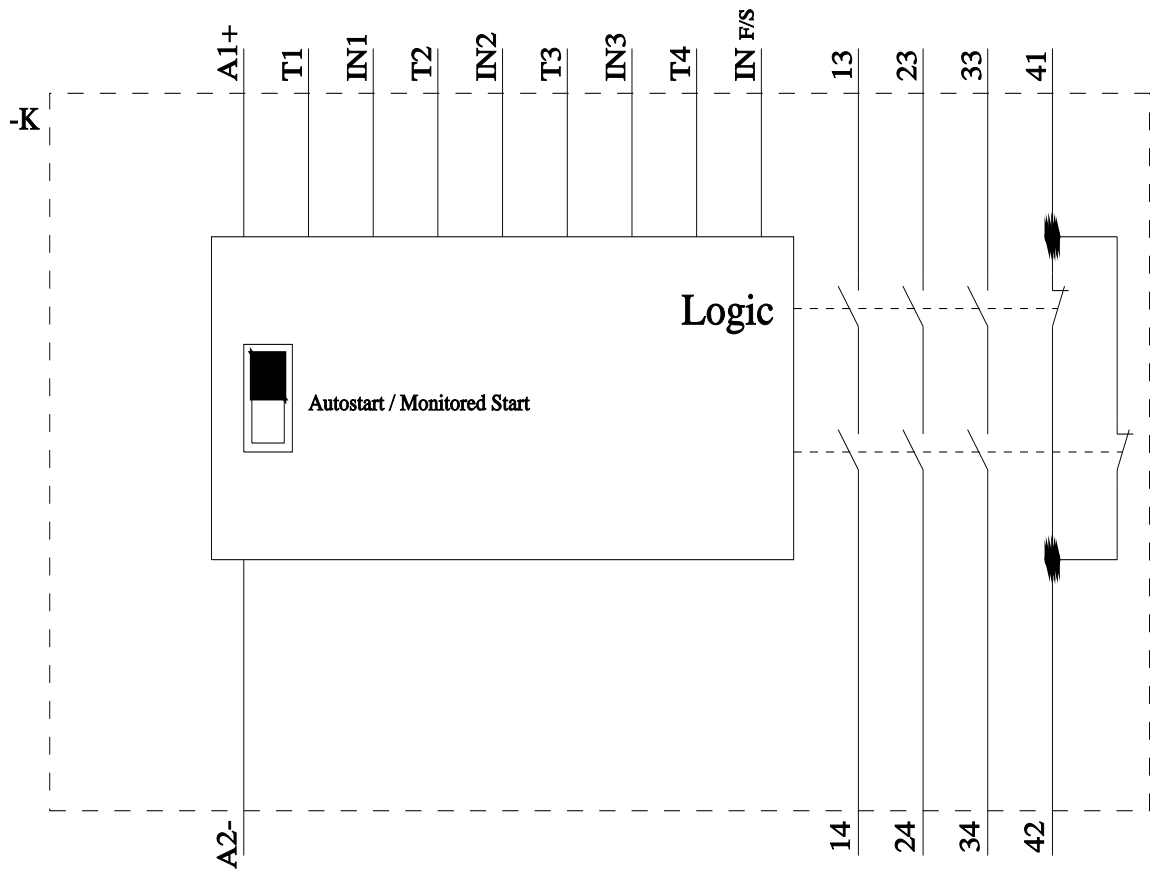 A1+
T1
IN1
T2
IN2
T3
IN3
T4
IN F/S
13
23
33
41
-K
Logic
Autostart / Monitored Start
A2-
14
24
34
42